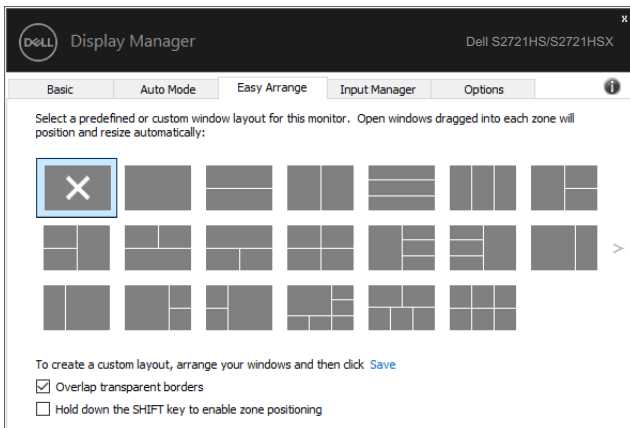 x
DELL Display Manager Dell S2721HS/S2721HSX
Basic Auto Mode Easy Arrange Input Manager Options i
Select a predefined or custom window layout for this monitor. Open windows dragged into each zone will
position and resize automatically:
>
To create a custom layout, arrange your windows and then click Save
Overlap transparent borders
Hold down the SHIFT key to enable zone positioning